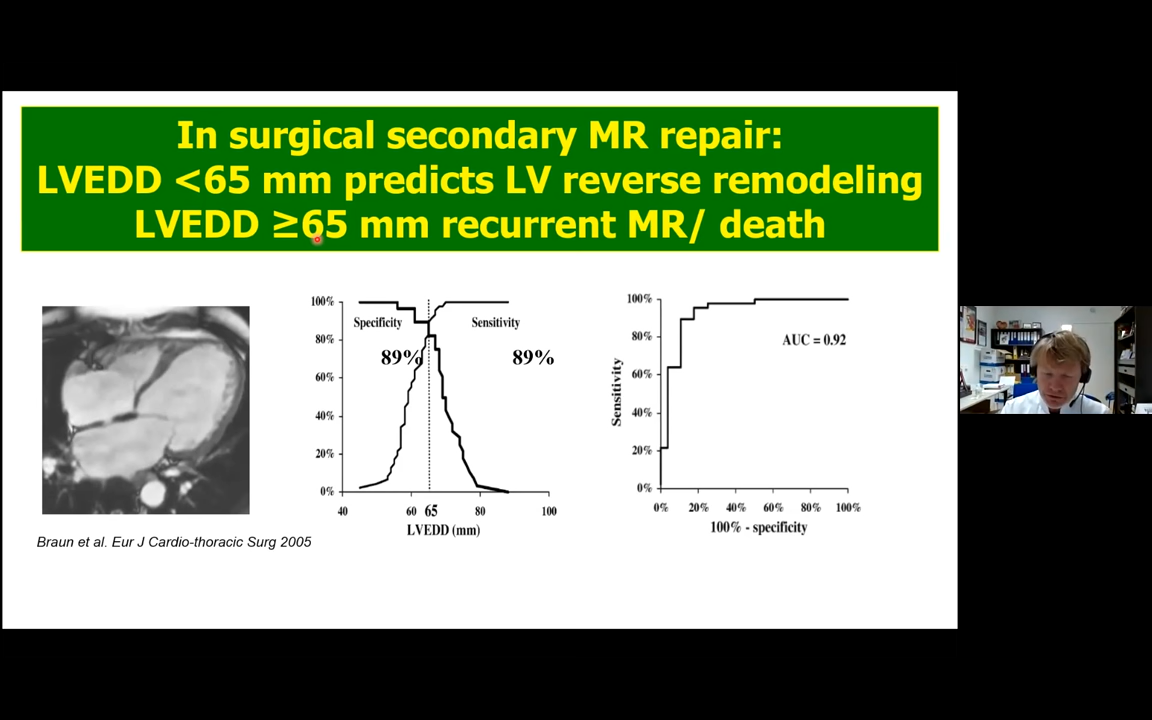 In surgical secondary MR repair:
LVEDD <65 mm predicts LV reverse remodeling
LVEDD ≥65 mm recurrent MR/ death
100%
80%
60%
40%
20%
0%
Specificity
Sensitivity
89%
89%
40
60
65
80
100
LVEDD (mm)
Sensitivity
100%
80%
60%
40%
20%
0%
AUC = 0.92
0%
20%
40%
60%
80%
100%
100% - specificity
Braun et al. Eur J Cardio-thoracic Surg 2005